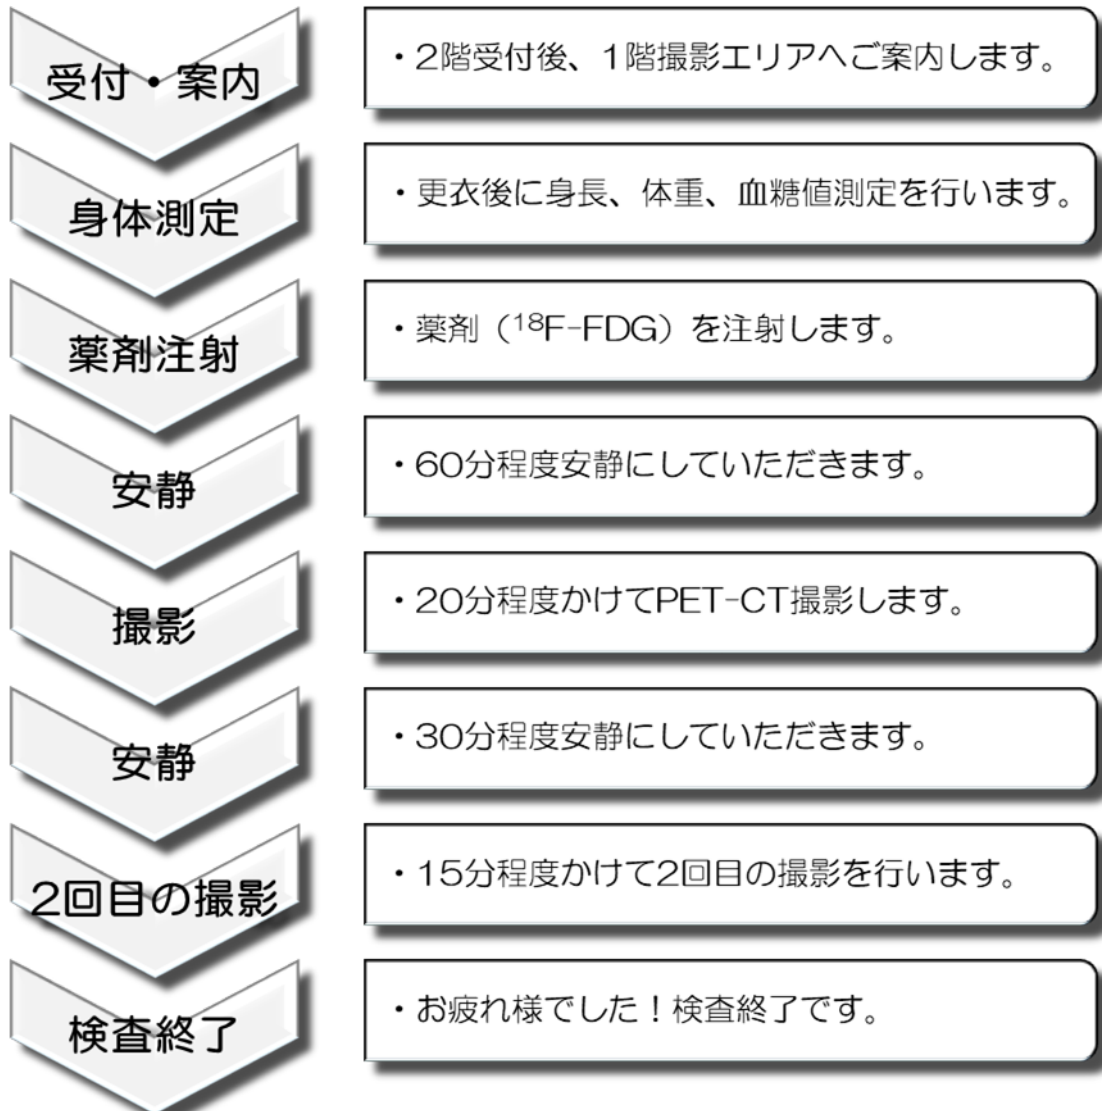 受付・案内
・2階受付後、1階撮影エリアへご案内します。
身体測定
・更衣後に身長、体重、血糖値測定を行います。
薬剤注射
・薬剤（¹⁸F-FDG）を注射します。
安静
・60分程度安静にしていただきます。
撮影
・20分程度かけてPET-CT撮影します。
安静
・30分程度安静にしていただきます。
2回目の撮影
・15分程度かけて2回目の撮影を行います。
検査終了
・お疲れ様でした！検査終了です。